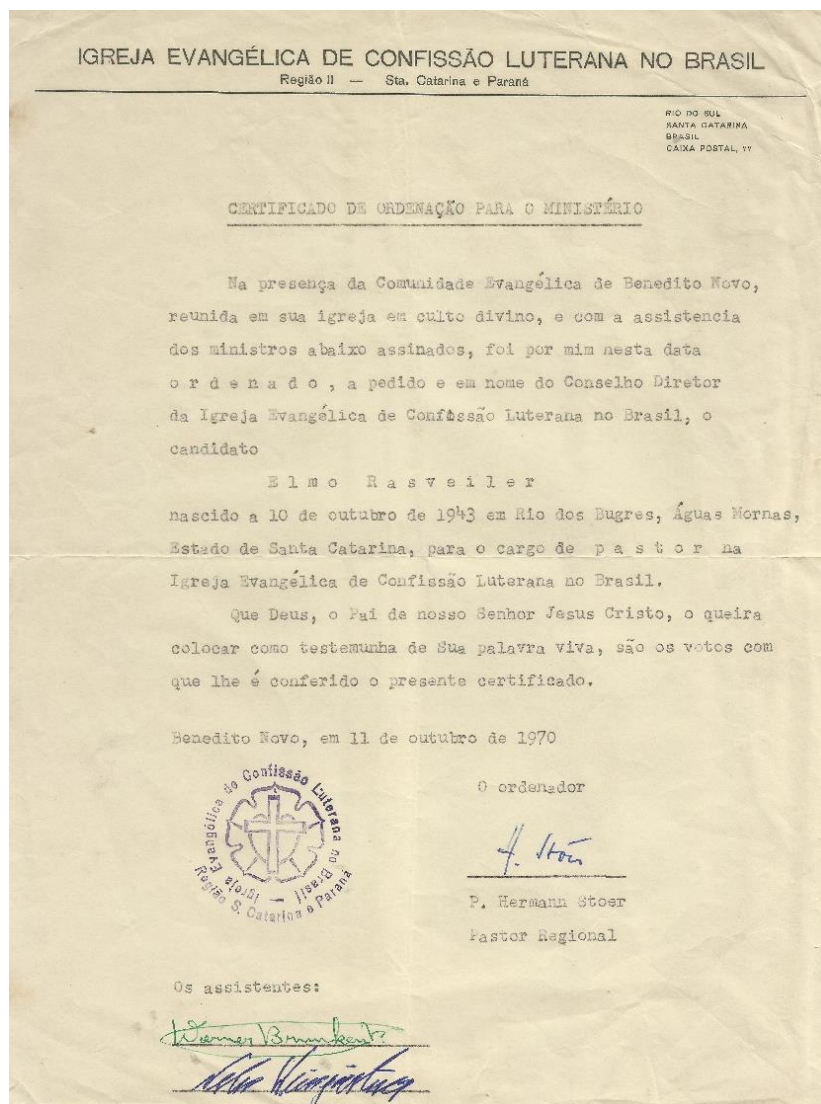 IGREJA EVANGÉLICA DE CONFISSÃO LUTERANA NO BRASIL
Região II — Sta. Catarina e Paraná
RIO DO SUL
SANTA CATARINA
BRASIL
CAIXA POSTAL, 77
CERTIFICADO DE ORDENAÇÃO PARA O MINISTÉRIO
Na presença da Comunidade Evangélica de Benedito Novo,
reunida em sua igreja em culto divino, e com a assistencia
dos ministros abaixo assinados, foi por mim nesta data
o r d e n a d o , a pedido e em nome do Conselho Diretor
da Igreja Evangélica de Confissão Luterana no Brasil, o
candidato
E l m o R a s v e i l e r
nascido a 10 de outubro de 1943 em Rio dos Bugres, Águas Mornas,
Estado de Santa Catarina, para o cargo de p a s t o r na
Igreja Evangélica de Confissão Luterana no Brasil.
Que Deus, o Pai de nosso Senhor Jesus Cristo, o queira
colocar como testemunha de Sua palavra viva, são os votos com
que lhe é conferido o presente certificado.
Benedito Novo, em 11 de outubro de 1970
Igreja Evangélica de Confissão Luterana no Brasil —
Região S. Catarina e Paraná
O ordenador
H. Stoer
P. Hermann Stoer
Pastor Regional
Os assistentes:
Werner Brunken P.